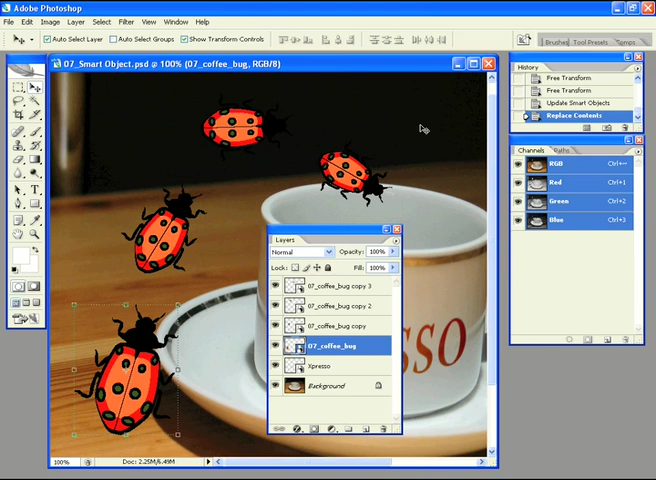 Adobe Photoshop
File Edit Image Layer Select Filter View Window Help
Auto Select Layer Auto Select Groups Show Transform Controls
Brushes Tool Presets Comps
07_Smart Object.psd @ 100% (07_coffee_bug, RGB/8)
History
Free Transform
Free Transform
Update Smart Objects
Replace Contents
Channels Paths
RGB Ctrl+~
Red Ctrl+1
Green Ctrl+2
Blue Ctrl+3
Layers
Normal Opacity: 100%
Lock: Fill: 100%
07_coffee_bug copy 3
07_coffee_bug copy 2
07_coffee_bug copy
07_coffee_bug
Xpresso
Background
SSO
100% Doc: 2.25M/6.49M